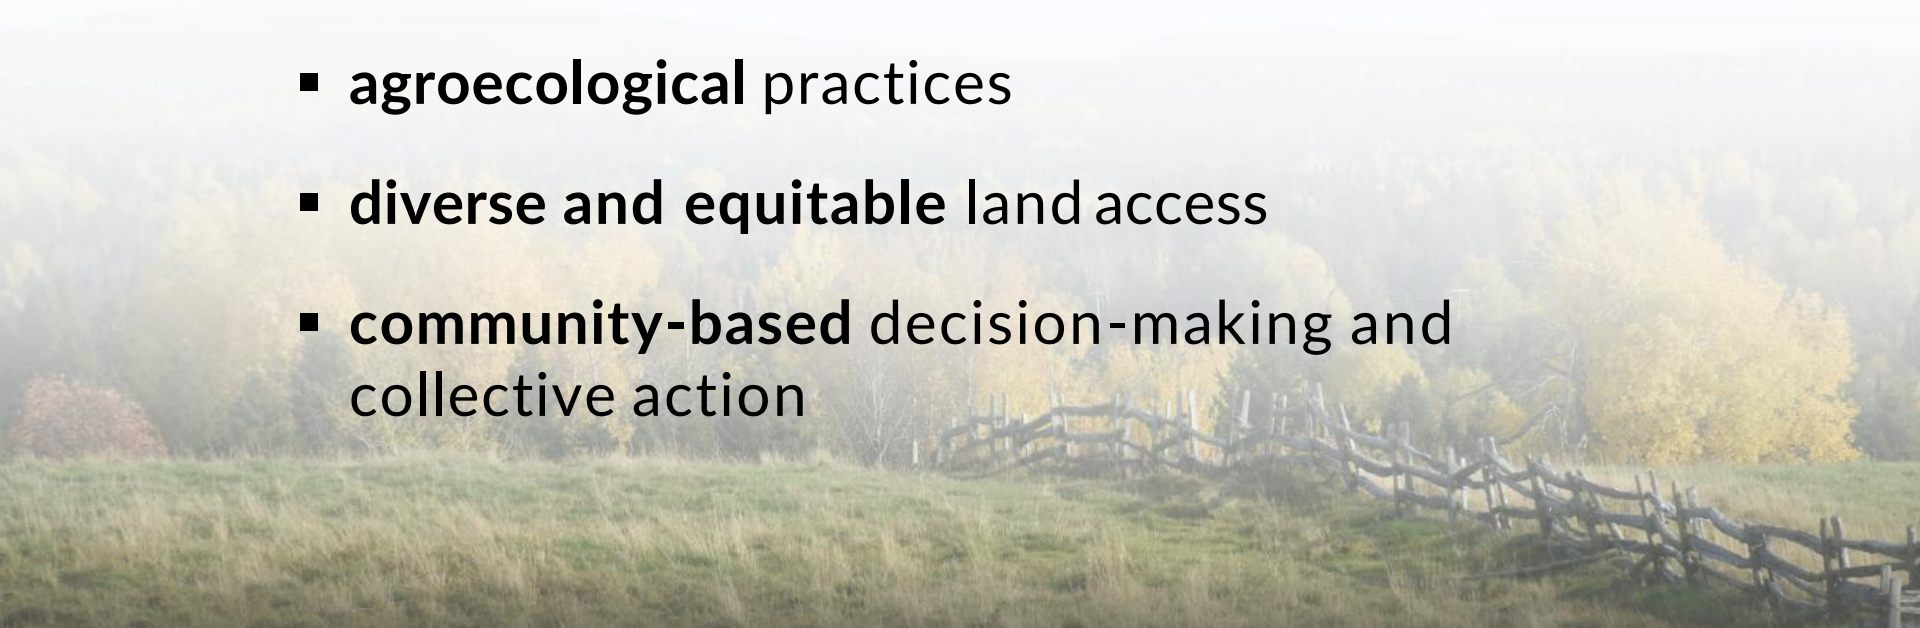 ▪ agroecological practices
▪ diverse and equitable land access
▪ community-based decision-making and
collective action